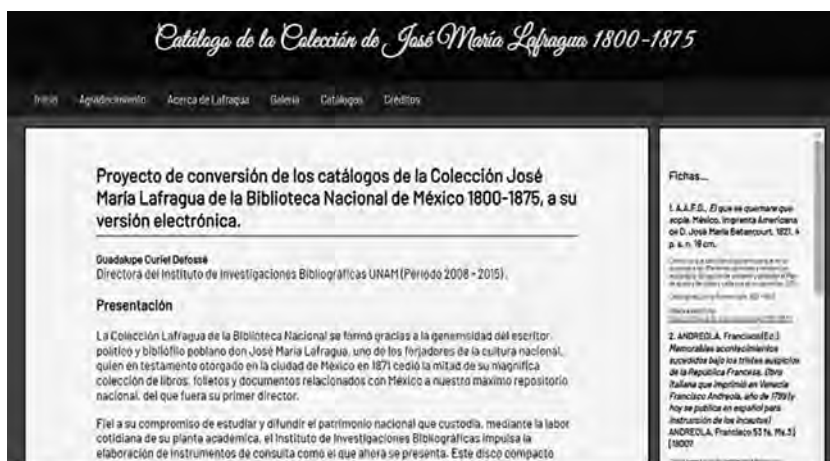 Catálogo de la Colección de José María Lafragua 1800-1875
Inicio Agradecimiento Acerca de Lafragua Galería Catálogos Créditos
Proyecto de conversión de los catálogos de la Colección José
María Lafragua de la Biblioteca Nacional de México 1800-1875, a su
versión electrónica.
Guadalupe Curiel Defossé
Directora del Instituto de Investigaciones Bibliográficas UNAM (Periodo 2008 - 2015).
Presentación
La Colección Lafragua de la Biblioteca Nacional se formó gracias a la generosidad del escritor,
político y bibliófilo poblano don José María Lafragua, uno de los forjadores de la cultura nacional,
quien en testamento otorgado en la ciudad de México en 1871 cedió la mitad de su magnífica
colección de libros, folletos y documentos relacionados con México a nuestro máximo repositorio
nacional, del que fuera su primer director.
Fiel a su compromiso de estudiar y difundir el patrimonio nacional que custodia, mediante la labor
cotidiana de su planta académica, el Instituto de Investigaciones Bibliográficas impulsa la
elaboración de instrumentos de consulta como el que ahora se presenta. Este disco compacto
Fichas...
1. A.A.F.G., El que se quemare que
sople. México, Imprenta Americana
de D. José María Betancourt, 1821. 4
p. s. n. 19 cm.
2. ANDREOLA, Francisco (Ed.)
Memorables acontecimientos
sucedidos bajo los tristes auspicios
de la República Francesa. Obra
italiana que imprimió en Venecia
Francisco Andreola, año de 1799 y
hoy se publica en español para
instrucción de los incautos/
ANDREOLA, Francisco 53 fs. Ms.3]
[1800?